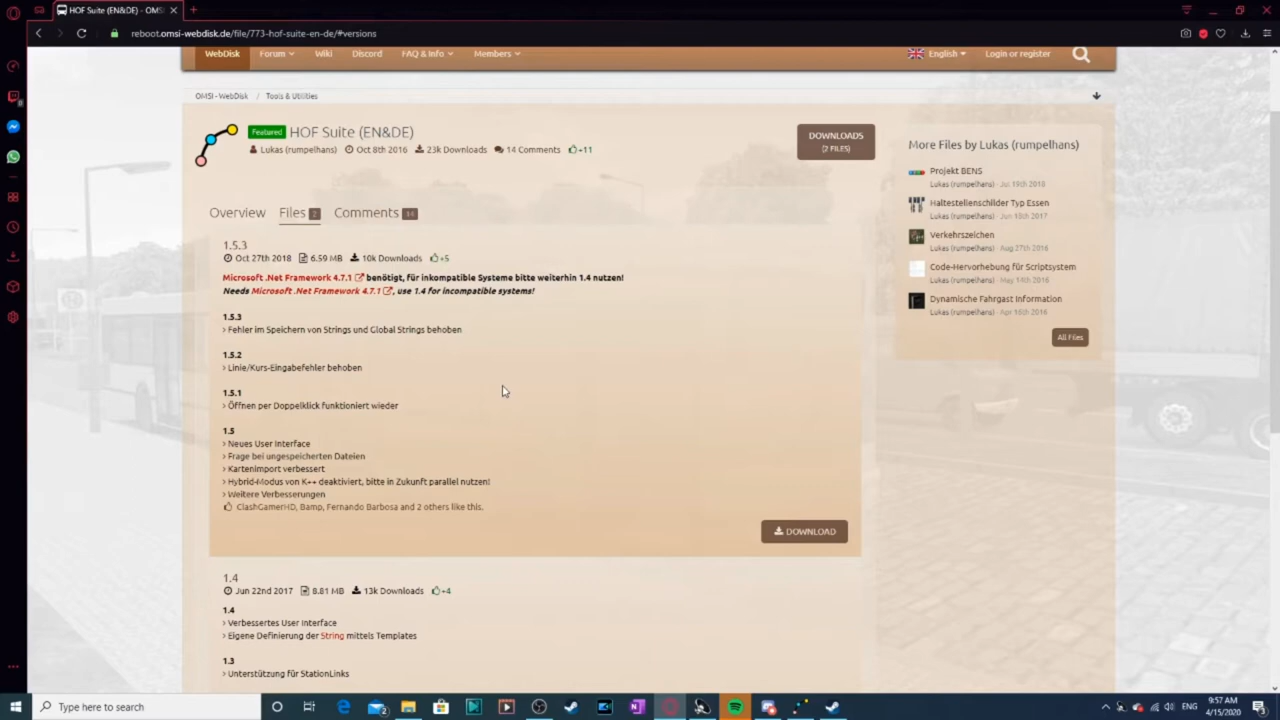 HOF Suite (EN&DE) - OMS
reboot.omsi-webdisk.de/file/773-hof-suite-en-de/#versions
WebDisk Forum Wiki Discord FAQ & Info Members English Login or register
OMSI - WebDisk / Tools & Utilities
Featured HOF Suite (EN&DE)
Lukas (rumpelhans) Oct 8th 2016 23k Downloads 14 Comments +11
DOWNLOADS
(2 FILES)
Overview Files 2 Comments 14
1.5.3
Oct 27th 2018 6.59 MB 10k Downloads +5
Microsoft .Net Framework 4.7.1 benötigt, für inkompatible Systeme bitte weiterhin 1.4 nutzen!
Needs Microsoft .Net Framework 4.7.1, use 1.4 for incompatible systems!
1.5.3
> Fehler im Speichern von Strings und Global Strings behoben
1.5.2
> Linie/Kurs-Eingabefehler behoben
1.5.1
> Öffnen per Doppelklick funktioniert wieder
1.5
> Neues User Interface
> Frage bei ungespeicherten Dateien
> Kartenimport verbessert
> Hybrid-Modus von K++ deaktiviert, bitte in Zukunft parallel nutzen!
> Weitere Verbesserungen
ClashGamerHD, Bamp, Fernando Barbosa and 2 others like this.
DOWNLOAD
1.4
Jun 22nd 2017 8.81 MB 13k Downloads +4
1.4
> Verbessertes User Interface
> Eigene Definierung der String mittels Templates
1.3
> Unterstützung für StationLinks
More Files by Lukas (rumpelhans)
Projekt BENS
Lukas (rumpelhans) - Jul 19th 2018
Haltestellenschilder Typ Essen
Lukas (rumpelhans) - Jun 13th 2017
Verkehrszeichen
Lukas (rumpelhans) - Aug 27th 2016
Code-Hervorhebung für Scriptsystem
Lukas (rumpelhans) - May 14th 2016
Dynamische Fahrgast Information
Lukas (rumpelhans) - Apr 16th 2016
All Files
Type here to search
ENG
9:57 AM
4/15/2020